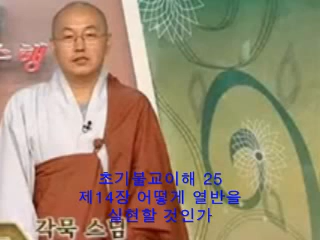 행
초기불교이해 25
제14장 어떻게 열반을
실현할 것인가
각묵 스님